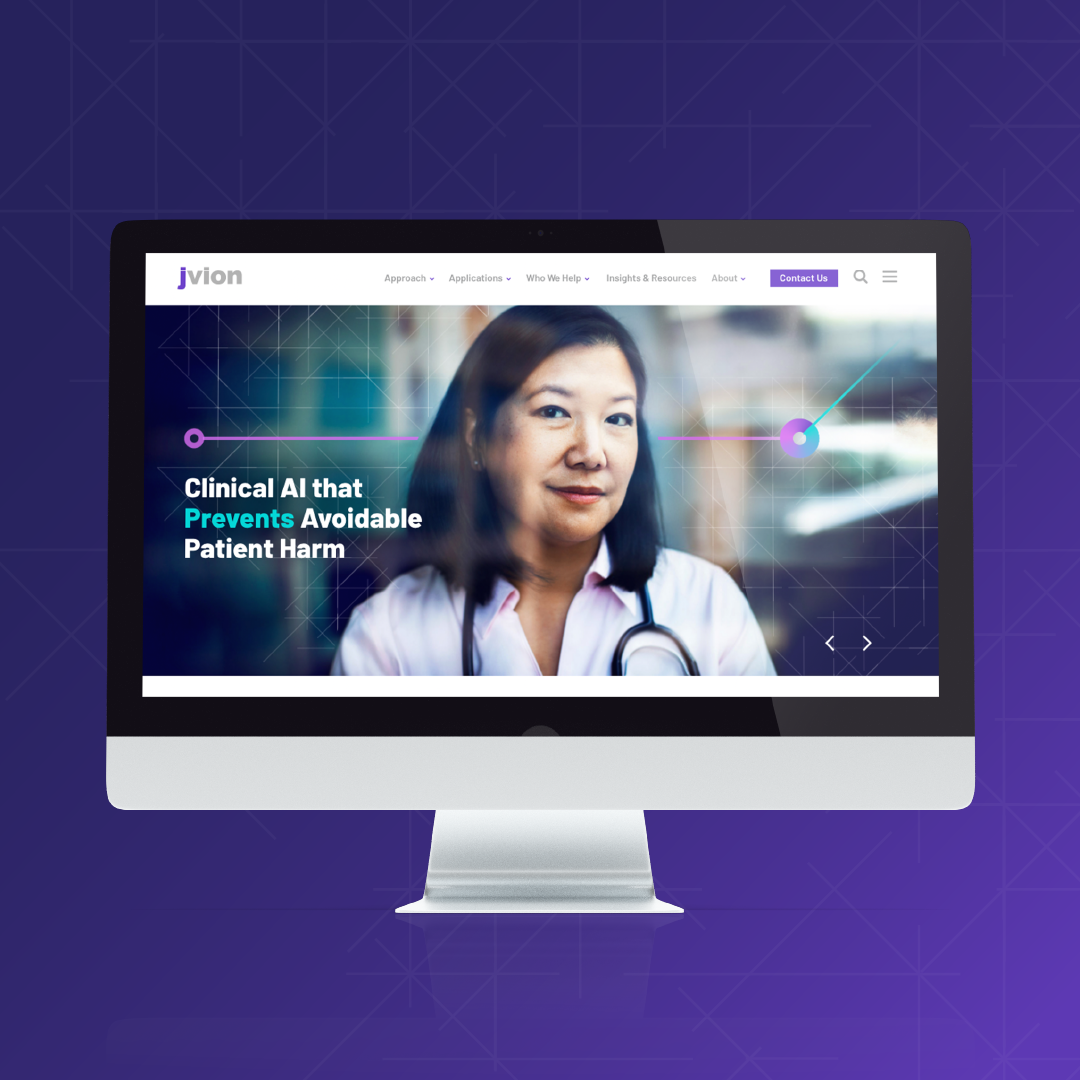 jvion
Approach
Applications
Who We Help
Insights & Resources
About
Contact Us
Clinical AI that
Prevents Avoidable
Patient Harm